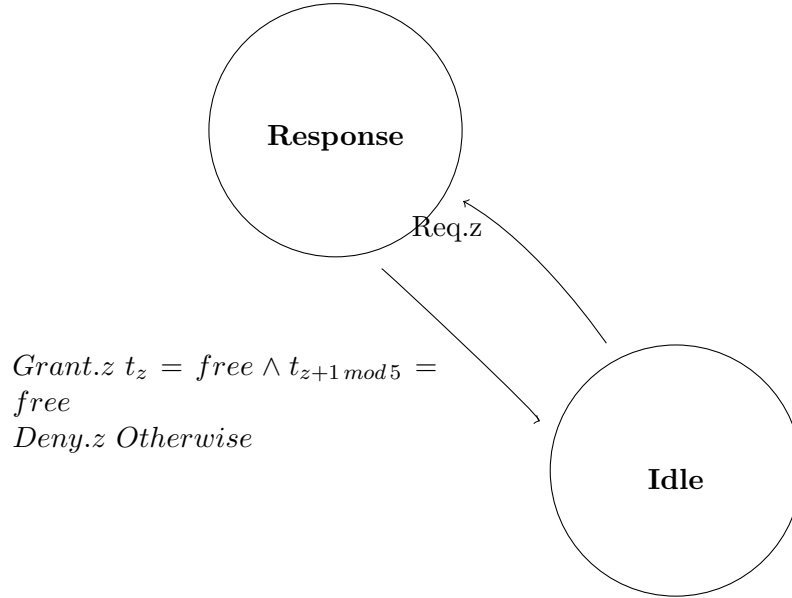 Response
Req.z
Grant.z t_z = free ∧ t_{z+1 mod 5} =
free
Deny.z Otherwise
Idle